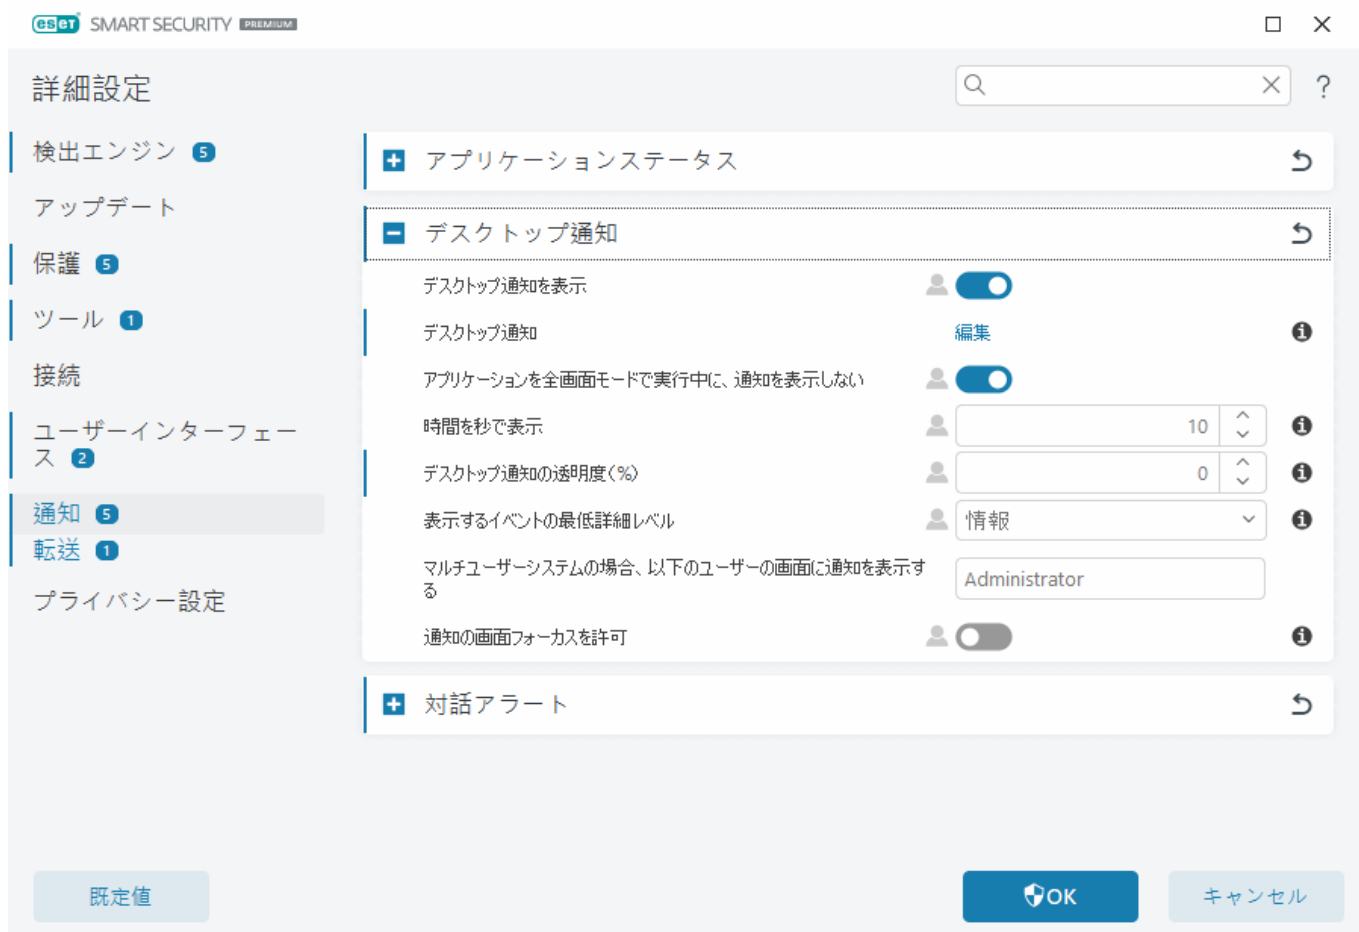 eset SMART SECURITY PREMIUM
詳細設定
?
検出エンジン 5
アップデート
保護 5
ツール 1
接続
ユーザーインターフェー
ス 2
通知 5
転送 1
プライバシー設定
アプリケーションステータス
デスクトップ通知
デスクトップ通知を表示
デスクトップ通知 編集
アプリケーションを全画面モードで実行中に、通知を表示しない
時間を秒で表示 10
デスクトップ通知の透明度(%) 0
表示するイベントの最低詳細レベル 情報
マルチユーザーシステムの場合、以下のユーザーの画面に通知を表示す
る
Administrator
通知の画面フォーカスを許可
対話アラート
既定値
OK
キャンセル